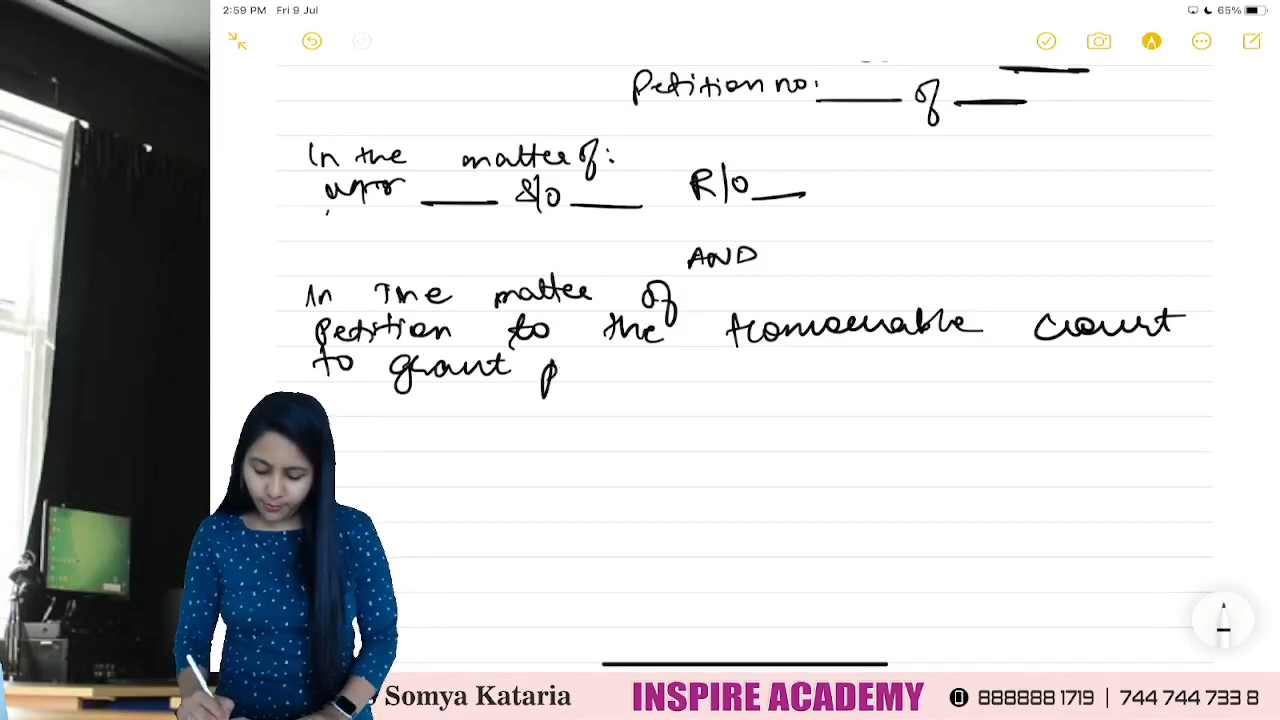 2:59 PM Fri 9 Jul
65%
Petition no. ____ of ____
In the matter of:
____ S/O ____ R/O ____
AND
In The matter of
Petition to the Honourable court
to grant p
Somya Kataria
INSPIRE ACADEMY
888888 1719 | 744 744 733 8